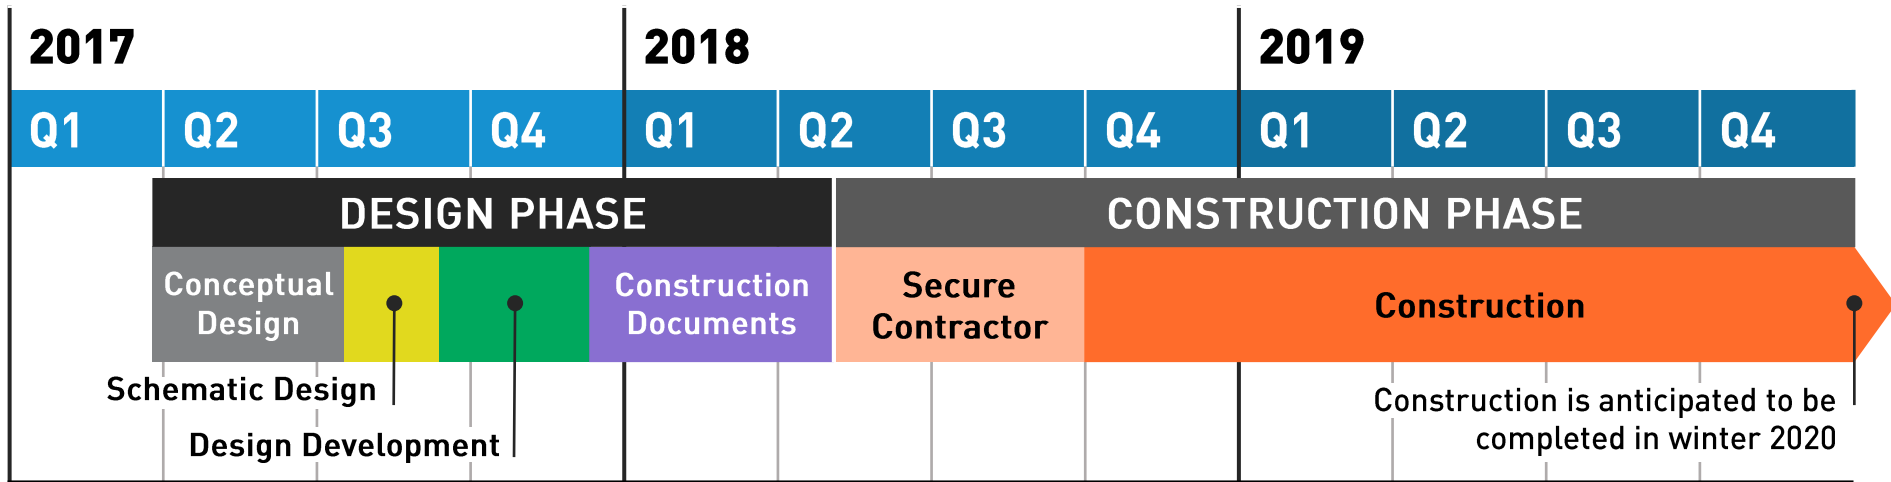 2017 2018 2019
Q1 Q2 Q3 Q4 Q1 Q2 Q3 Q4 Q1 Q2 Q3 Q4
DESIGN PHASE CONSTRUCTION PHASE
Conceptual
Design
Construction
Documents
Secure
Contractor
Construction
Schematic Design
Design Development
Construction is anticipated to be
completed in winter 2020